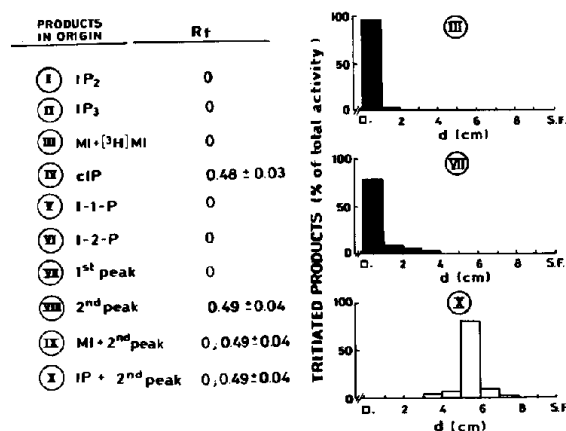 PRODUCTS IN ORIGIN Rf
I IP₂ 0
II IP₃ 0
III MI+[³H]MI 0
IV cIP 0.48 ± 0.03
V I-1-P 0
VI I-2-P 0
VII 1st peak 0
VIII 2nd peak 0.49 ± 0.04
IX MI+2nd peak 0,0.49±0.04
X IP + 2nd peak 0,0.49±0.04
TRITIATED PRODUCTS (% of total activity)
III
100
50
0
O. 2 4 6 8 S.F.
d (cm)
VII
100
50
0
O. 2 4 6 8 S.F.
d (cm)
X
100
50
0
O. 2 4 6 8 S.F.
d (cm)